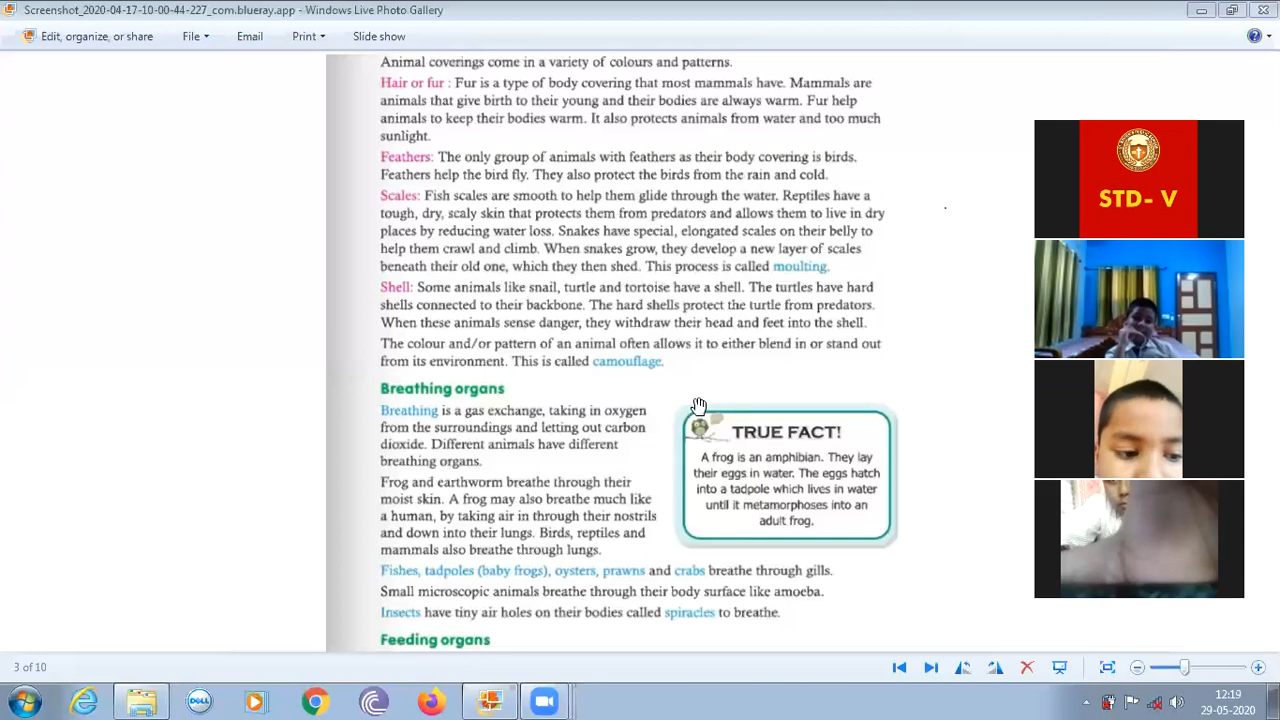 Screenshot_2020-04-17-10-00-44-227_com.blueray.app - Windows Live Photo Gallery
Edit, organize, or share File Email Print Slide show
Animal coverings come in a variety of colours and patterns.
Hair or fur : Fur is a type of body covering that most mammals have. Mammals are
animals that give birth to their young and their bodies are always warm. Fur help
animals to keep their bodies warm. It also protects animals from water and too much
sunlight.
Feathers: The only group of animals with feathers as their body covering is birds.
Feathers help the bird fly. They also protect the birds from the rain and cold.
Scales: Fish scales are smooth to help them glide through the water. Reptiles have a
tough, dry, scaly skin that protects them from predators and allows them to live in dry
places by reducing water loss. Snakes have special, elongated scales on their belly to
help them crawl and climb. When snakes grow, they develop a new layer of scales
beneath their old one, which they then shed. This process is called moulting.
Shell: Some animals like snail, turtle and tortoise have a shell. The turtles have hard
shells connected to their backbone. The hard shells protect the turtle from predators.
When these animals sense danger, they withdraw their head and feet into the shell.
The colour and/or pattern of an animal often allows it to either blend in or stand out
from its environment. This is called camouflage.
Breathing organs
Breathing is a gas exchange, taking in oxygen
from the surroundings and letting out carbon
dioxide. Different animals have different
breathing organs.
Frog and earthworm breathe through their
moist skin. A frog may also breathe much like
a human, by taking air in through their nostrils
and down into their lungs. Birds, reptiles and
mammals also breathe through lungs.
TRUE FACT!
A frog is an amphibian. They lay
their eggs in water. The eggs hatch
into a tadpole which lives in water
until it metamorphoses into an
adult frog.
Fishes, tadpoles (baby frogs), oysters, prawns and crabs breathe through gills.
Small microscopic animals breathe through their body surface like amoeba.
Insects have tiny air holes on their bodies called spiracles to breathe.
Feeding organs
STD- V
3 of 10
DELL
12:19
29-05-2020